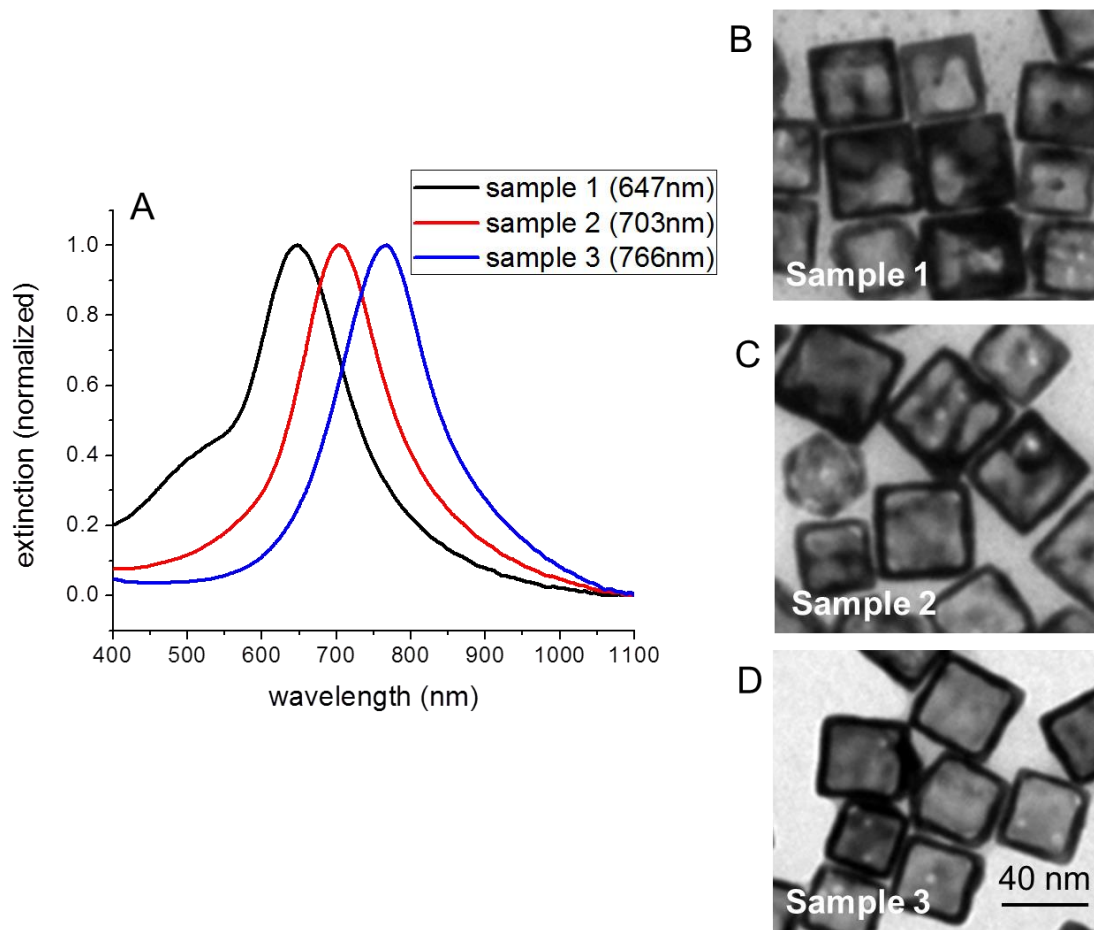 A
sample 1 (647nm)
sample 2 (703nm)
sample 3 (766nm)
extinction (normalized)
1.0
0.8
0.6
0.4
0.2
0.0
400 500 600 700 800 900 1000 1100
wavelength (nm)
B
Sample 1
C
Sample 2
D
40 nm
Sample 3